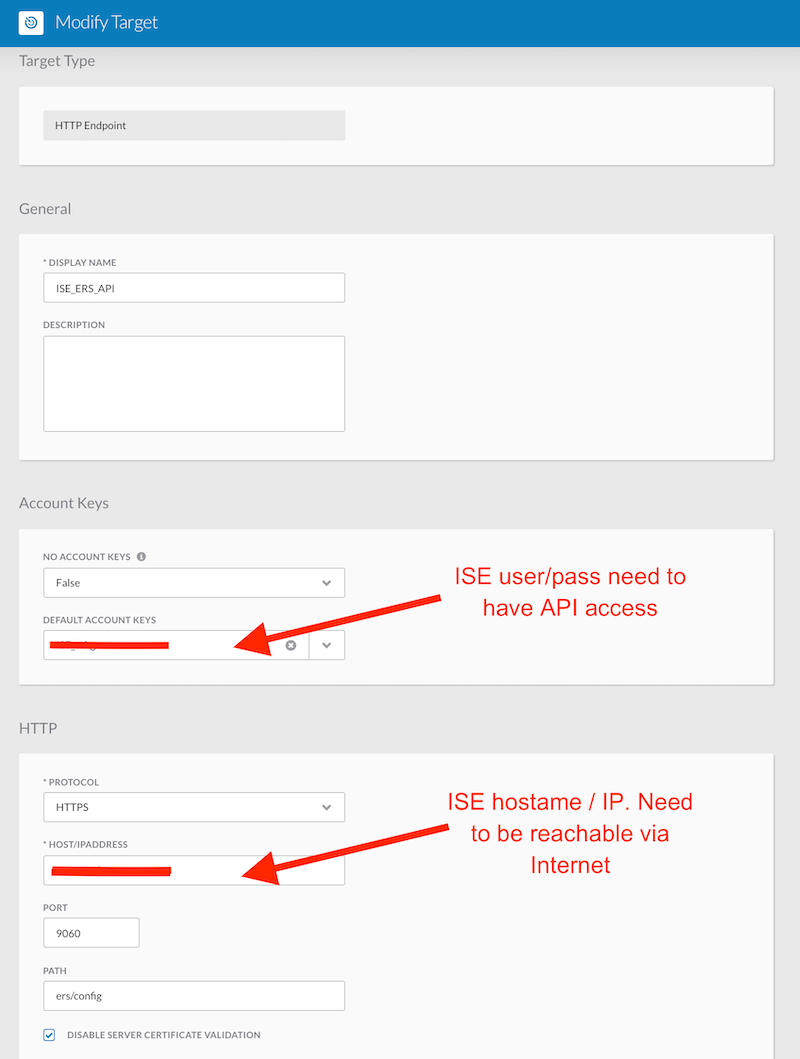 Modify Target
Target Type
HTTP Endpoint
General
* DISPLAY NAME
ISE_ERS_API
DESCRIPTION
Account Keys
NO ACCOUNT KEYS
False
DEFAULT ACCOUNT KEYS
ISE user/pass need to
have API access
HTTP
* PROTOCOL
HTTPS
* HOST/IPADDRESS
ISE hostame / IP. Need
to be reachable via
Internet
PORT
9060
PATH
ers/config
DISABLE SERVER CERTIFICATE VALIDATION